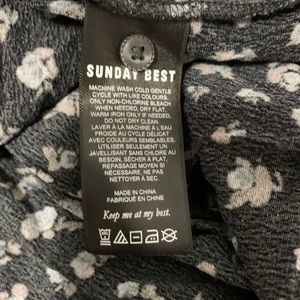 SUNDAY BEST
MACHINE WASH COLD GENTLE
CYCLE WITH LIKE COLOURS.
ONLY NON-CHLORINE BLEACH
WHEN NEEDED. DRY FLAT.
WARM IRON ONLY IF NEEDED.
DO NOT DRY CLEAN.
LAVER À LA MACHINE À L'EAU
FROIDE AU CYCLE DÉLICAT
AVEC COULEURS SEMBLABLES.
UTILISER SEULEMENT UN
JAVELLISANT SANS CHLORE AU
BESOIN, SÉCHER À PLAT.
REPASSAGE MOYEN SI
NÉCESSAIRE. NE PAS
NETTOYER À SEC.
MADE IN CHINA
FABRIQUÉ EN CHINE
Keep me at my best.